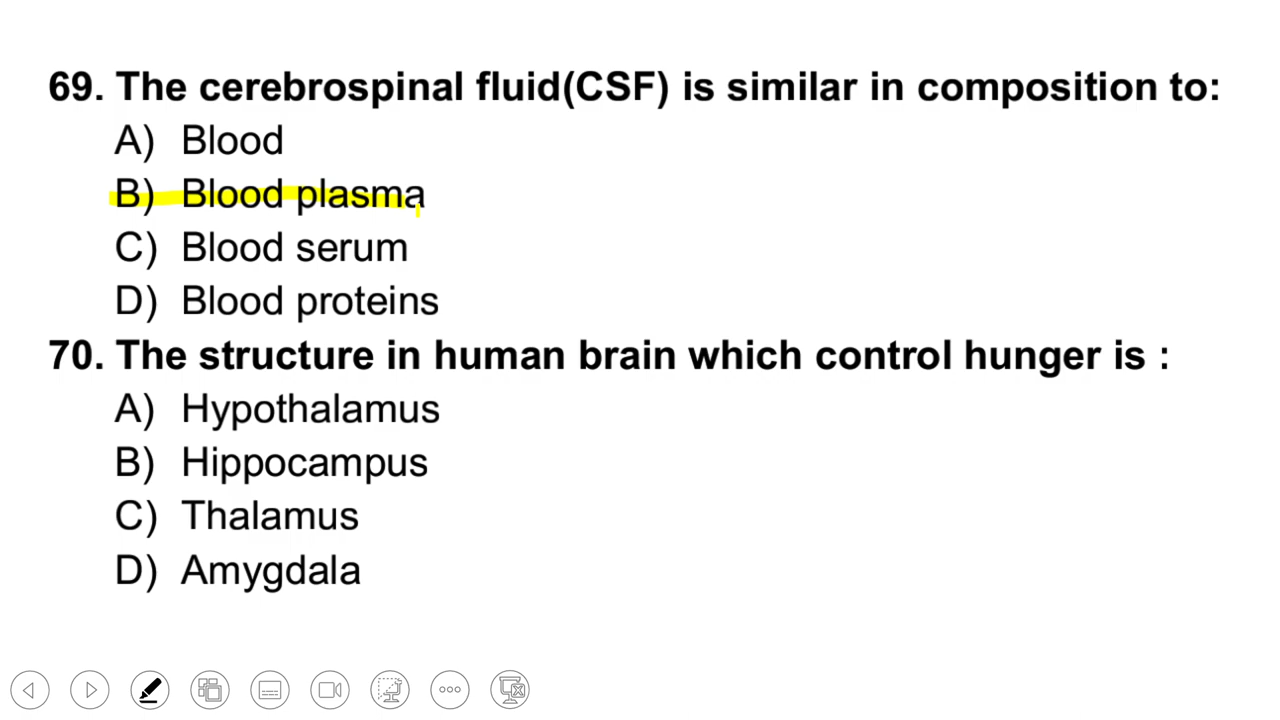 69. The cerebrospinal fluid(CSF) is similar in composition to:
A) Blood
B) Blood plasma
C) Blood serum
D) Blood proteins
70. The structure in human brain which control hunger is :
A) Hypothalamus
B) Hippocampus
C) Thalamus
D) Amygdala